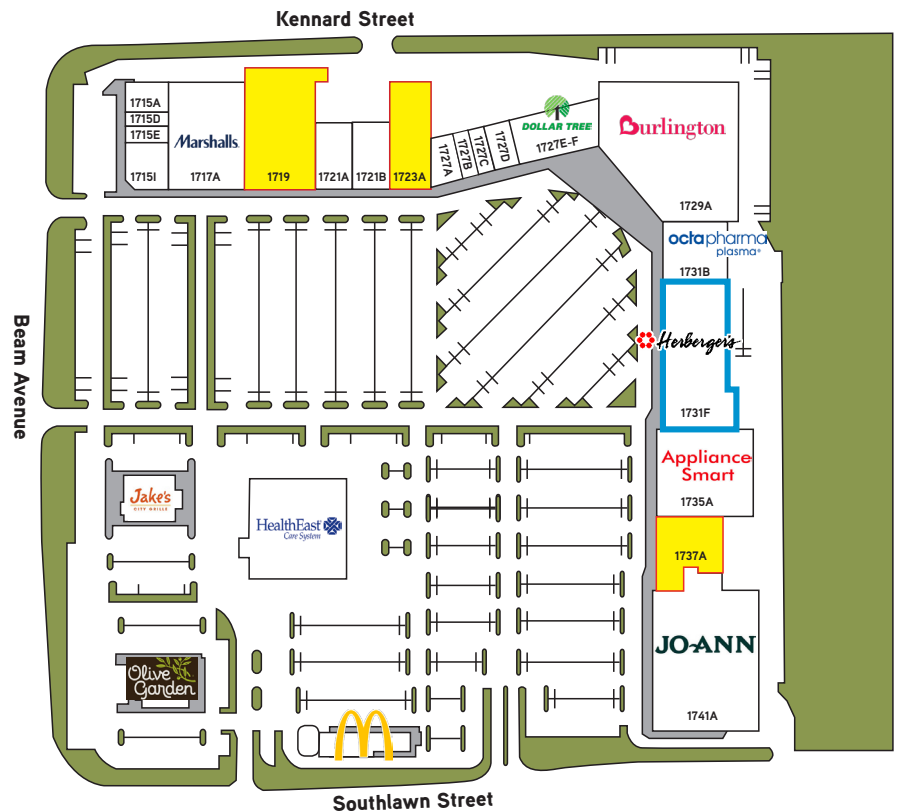 Kennard Street
1715A
1715D
1715E
1715I
Marshalls.
1717A
1719
1721A
1721B
1723A
1727A
1727B
1727C
1727D
DOLLAR TREE
1727E-F
Burlington
1729A
octapharma
plasma
1731B
Herberger's
1731F
Appliance
Smart
1735A
1737A
JO-ANN
1741A
Beam Avenue
Jake's
CITY GRILLE
HealthEast
Care System
Olive
Garden
Southlawn Street